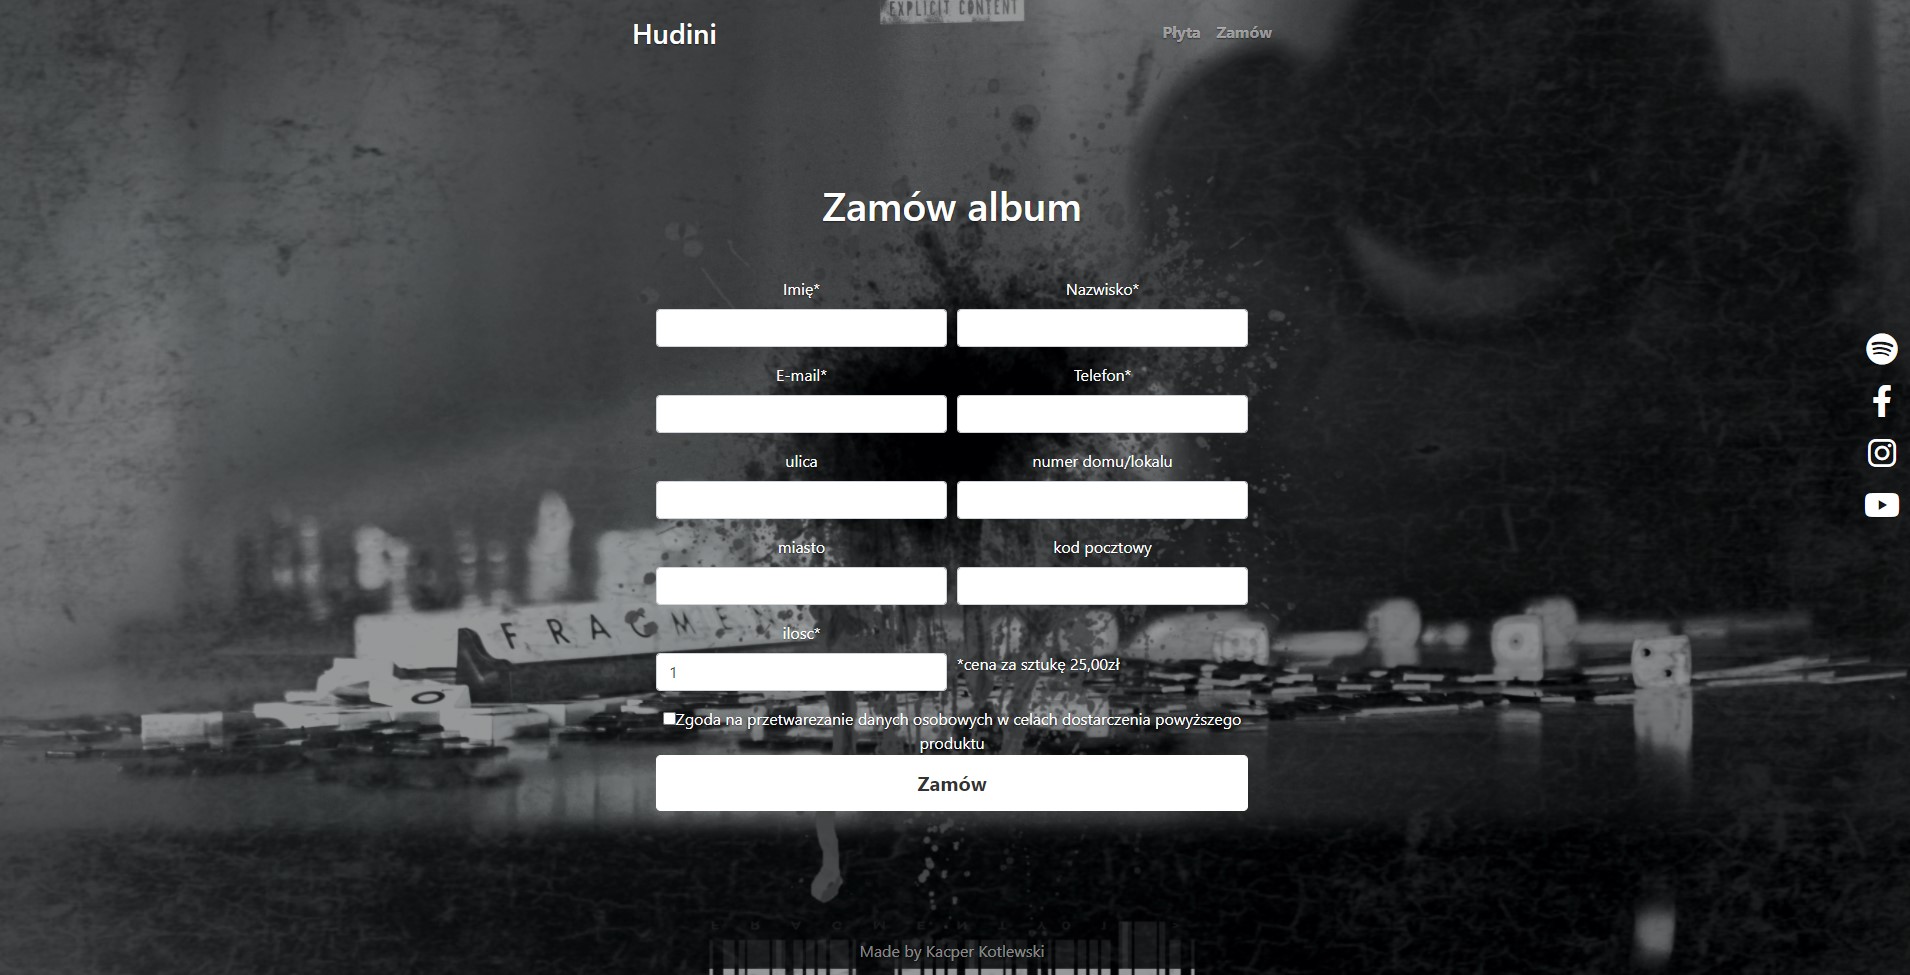 EXPLICIT CONTENT
Hudini
Płyta Zamów
Zamów album
Imię* Nazwisko*
E-mail* Telefon*
ulica numer domu/lokalu
miasto kod pocztowy
FRAGMEN
ilosc*
1 *cena za sztukę 25,00zł
Zgoda na przetwarezanie danych osobowych w celach dostarczenia powyższego
produktu
Zamów
Made by Kacper Kotlewski